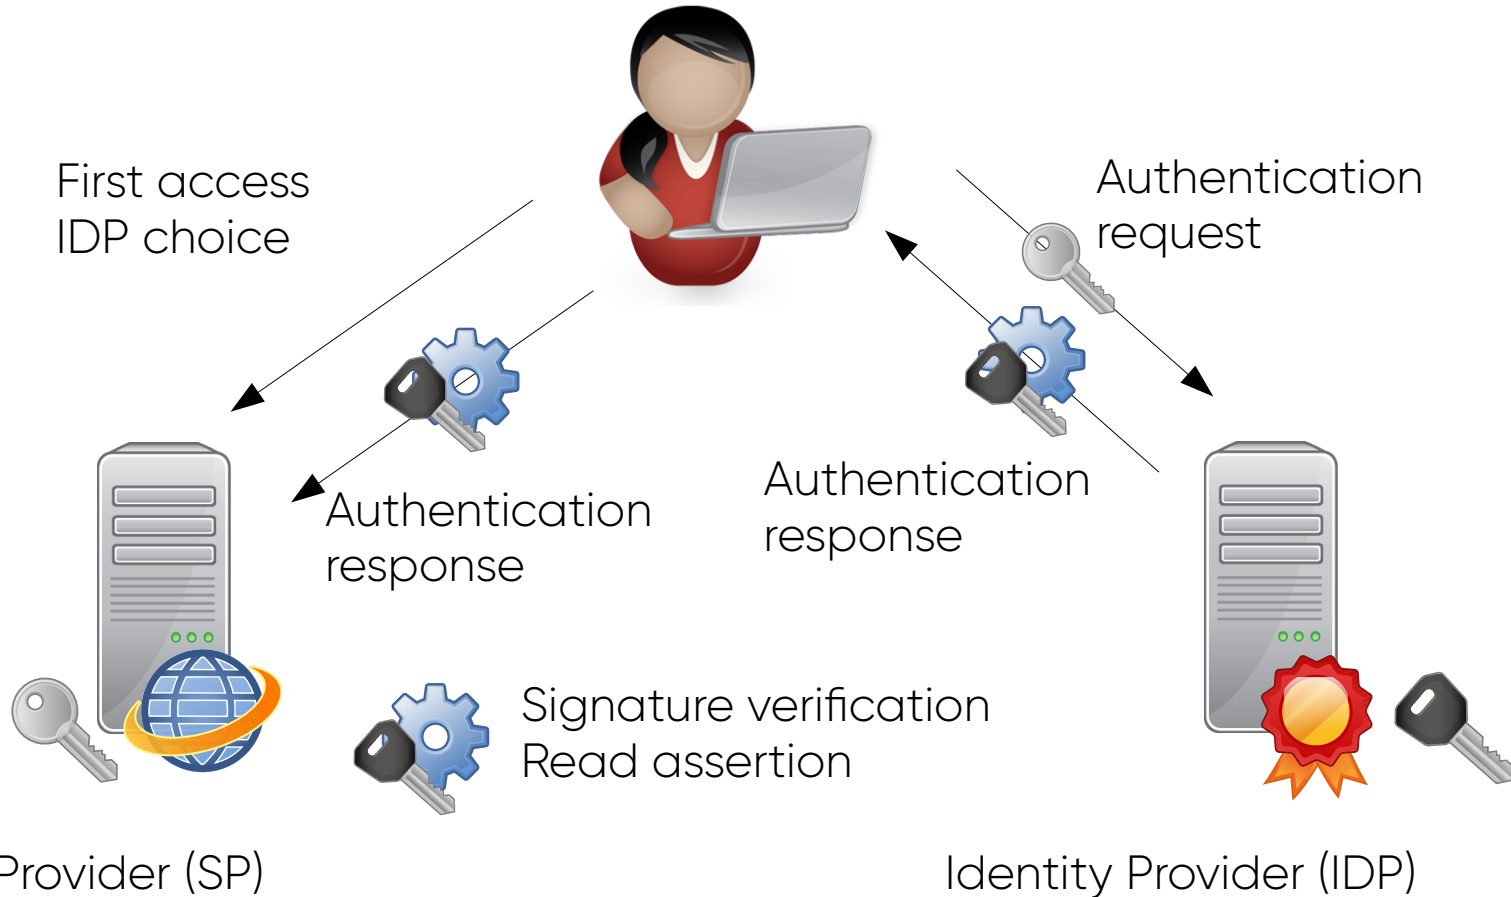 First access
IDP choice
Authentication
request
Authentication
response
Authentication
response
Signature verification
Read assertion
Provider (SP)
Identity Provider (IDP)